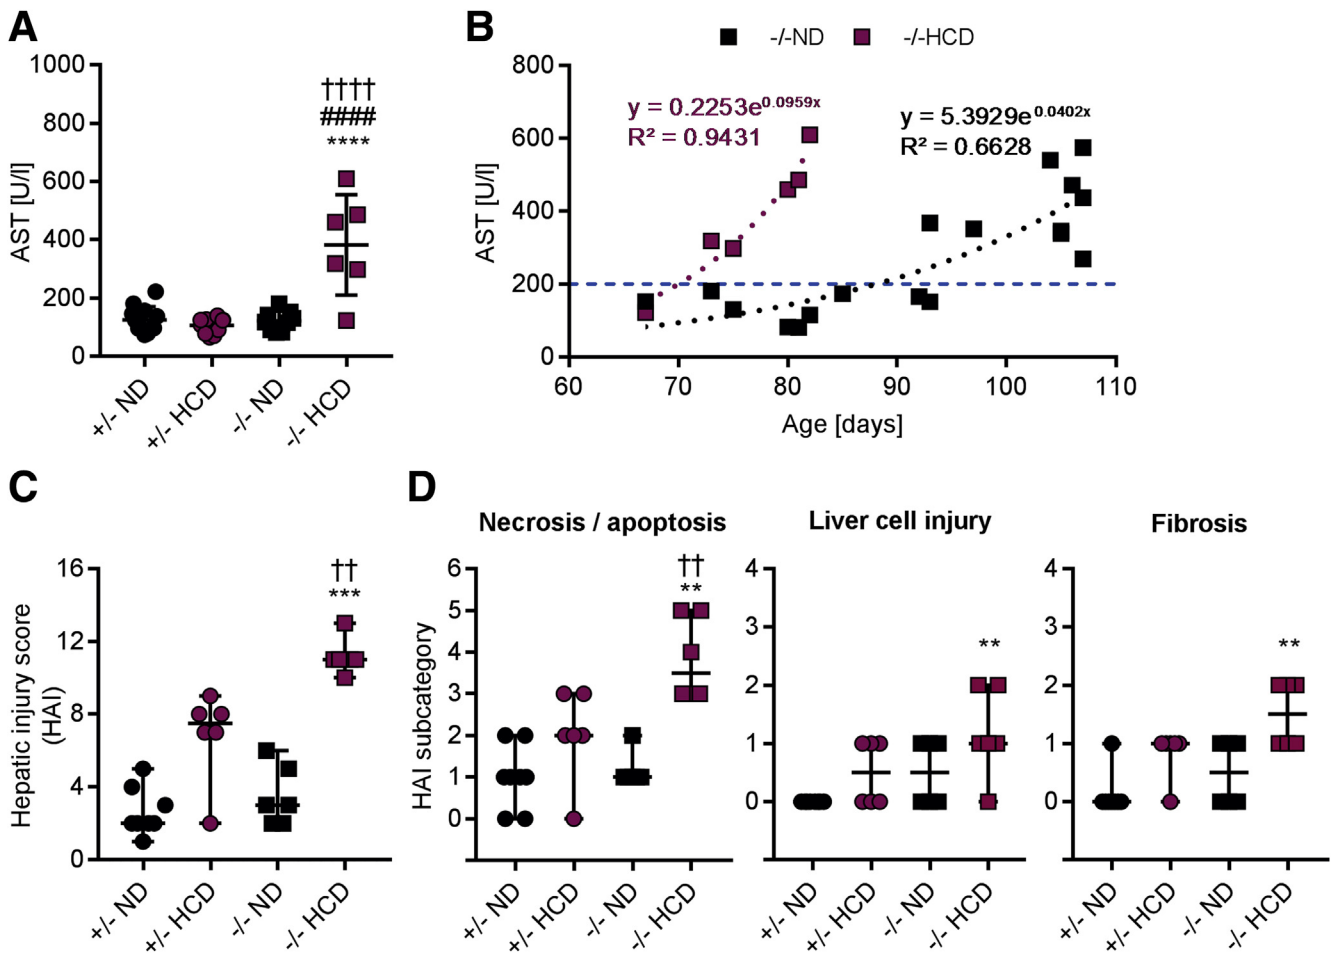 A
1000
800
600
400
200
0
AST [U/l]
††††
####
****
+/- ND
+/- HCD
-/- ND
-/- HCD
B
-/-ND
-/-HCD
800
600
400
200
0
AST [U/l]
y = 0.2253e^0.0959x
R² = 0.9431
y = 5.3929e^0.0402x
R² = 0.6628
60 70 80 90 100 110
Age [days]
C
16
12
8
4
0
Hepatic injury score
(HAI)
††
***
+/- ND
+/- HCD
-/- ND
-/- HCD
D
Necrosis / apoptosis
6
5
4
3
2
1
0
HAI subcategory
††
**
+/- ND
+/- HCD
-/- ND
-/- HCD
Liver cell injury
4
3
2
1
0
**
+/- ND
+/- HCD
-/- ND
-/- HCD
Fibrosis
4
3
2
1
0
**
+/- ND
+/- HCD
-/- ND
-/- HCD